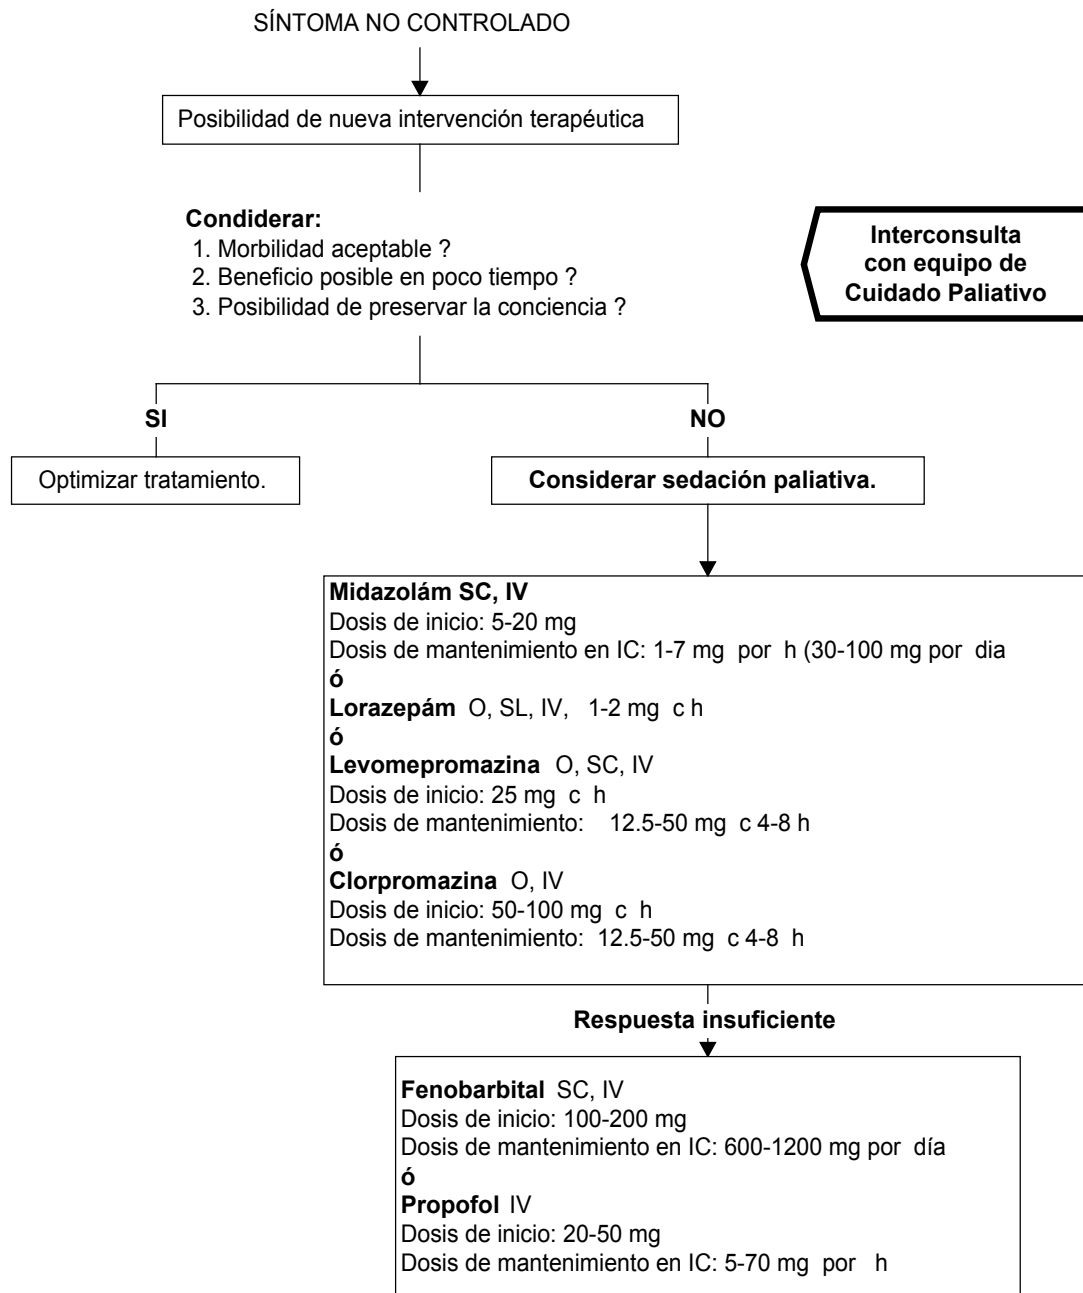 SÍNTOMA NO CONTROLADO
Posibilidad de nueva intervención terapéutica
Condiderar:
1. Morbilidad aceptable ?
2. Beneficio posible en poco tiempo ?
3. Posibilidad de preservar la conciencia ?
Interconsulta
con equipo de
Cuidado Paliativo
SI
NO
Optimizar tratamiento.
Considerar sedación paliativa.
Midazolám SC, IV
Dosis de inicio: 5-20 mg
Dosis de mantenimiento en IC: 1-7 mg por h (30-100 mg por dia
ó
Lorazepám O, SL, IV, 1-2 mg c h
ó
Levomepromazina O, SC, IV
Dosis de inicio: 25 mg c h
Dosis de mantenimiento: 12.5-50 mg c 4-8 h
ó
Clorpromazina O, IV
Dosis de inicio: 50-100 mg c h
Dosis de mantenimiento: 12.5-50 mg c 4-8 h
Respuesta insuficiente
Fenobarbital SC, IV
Dosis de inicio: 100-200 mg
Dosis de mantenimiento en IC: 600-1200 mg por día
ó
Propofol IV
Dosis de inicio: 20-50 mg
Dosis de mantenimiento en IC: 5-70 mg por h